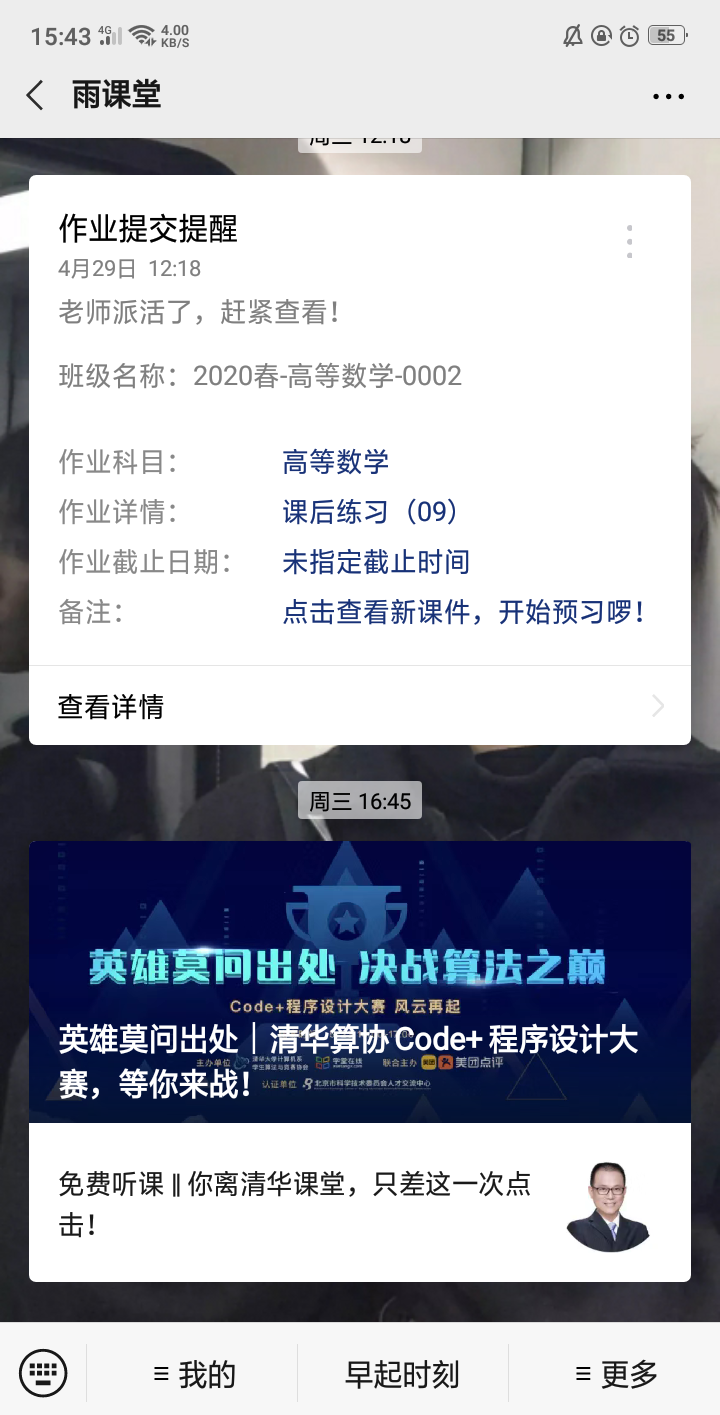 15:43 4G 4.00 KB/S 55
雨课堂
周三 12:18
作业提交提醒
4月29日 12:18
老师派活了，赶紧查看！
班级名称：2020春-高等数学-0002
作业科目： 高等数学
作业详情： 课后练习（09）
作业截止日期： 未指定截止时间
备注： 点击查看新课件，开始预习啰！
查看详情
周三 16:45
英雄莫问出处 决战算法之巅
Code+程序设计大赛 风云再起
英雄莫问出处｜清华算协 Code+ 程序设计大
赛，等你来战！
主办单位 清华大学计算机系 学生算法与竞赛协会 学堂在线 联合主办 美团 美团点评
认证单位 北京市科学技术委员会人才交流中心
免费听课 ‖ 你离清华课堂，只差这一次点
击！
我的 早起时刻 更多